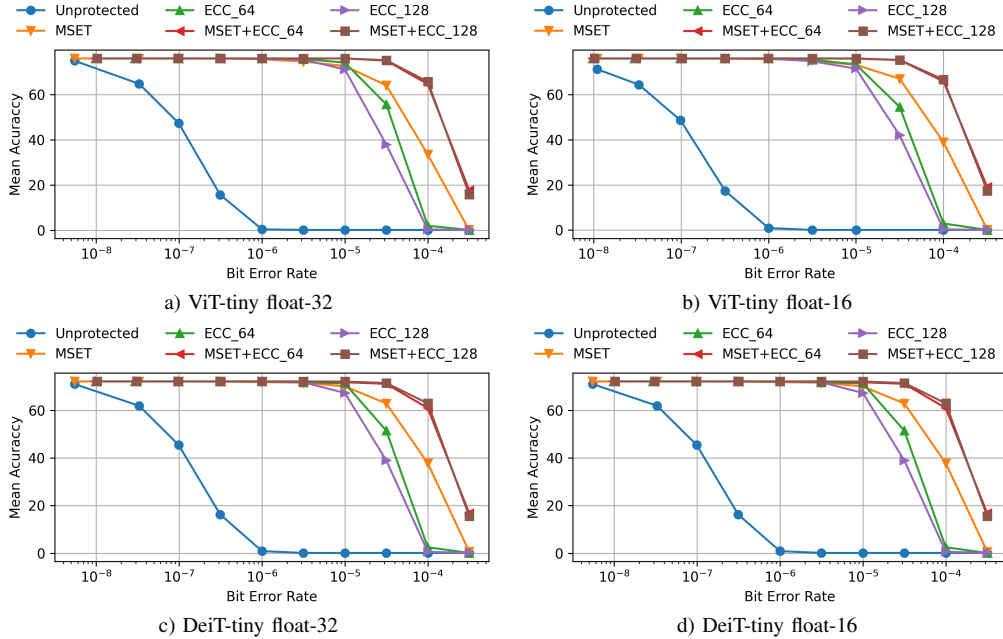 Unprotected ECC_64 ECC_128
MSET MSET+ECC_64 MSET+ECC_128
Mean Acuraccy
60
40
20
0
10⁻⁸ 10⁻⁷ 10⁻⁶ 10⁻⁵ 10⁻⁴
Bit Error Rate
a) ViT-tiny float-32
Unprotected ECC_64 ECC_128
MSET MSET+ECC_64 MSET+ECC_128
Mean Acuraccy
60
40
20
0
10⁻⁸ 10⁻⁷ 10⁻⁶ 10⁻⁵ 10⁻⁴
Bit Error Rate
b) ViT-tiny float-16
Unprotected ECC_64 ECC_128
MSET MSET+ECC_64 MSET+ECC_128
Mean Acuraccy
60
40
20
0
10⁻⁸ 10⁻⁷ 10⁻⁶ 10⁻⁵ 10⁻⁴
Bit Error Rate
c) DeiT-tiny float-32
Unprotected ECC_64 ECC_128
MSET MSET+ECC_64 MSET+ECC_128
Mean Acuraccy
60
40
20
0
10⁻⁸ 10⁻⁷ 10⁻⁶ 10⁻⁵ 10⁻⁴
Bit Error Rate
d) DeiT-tiny float-16